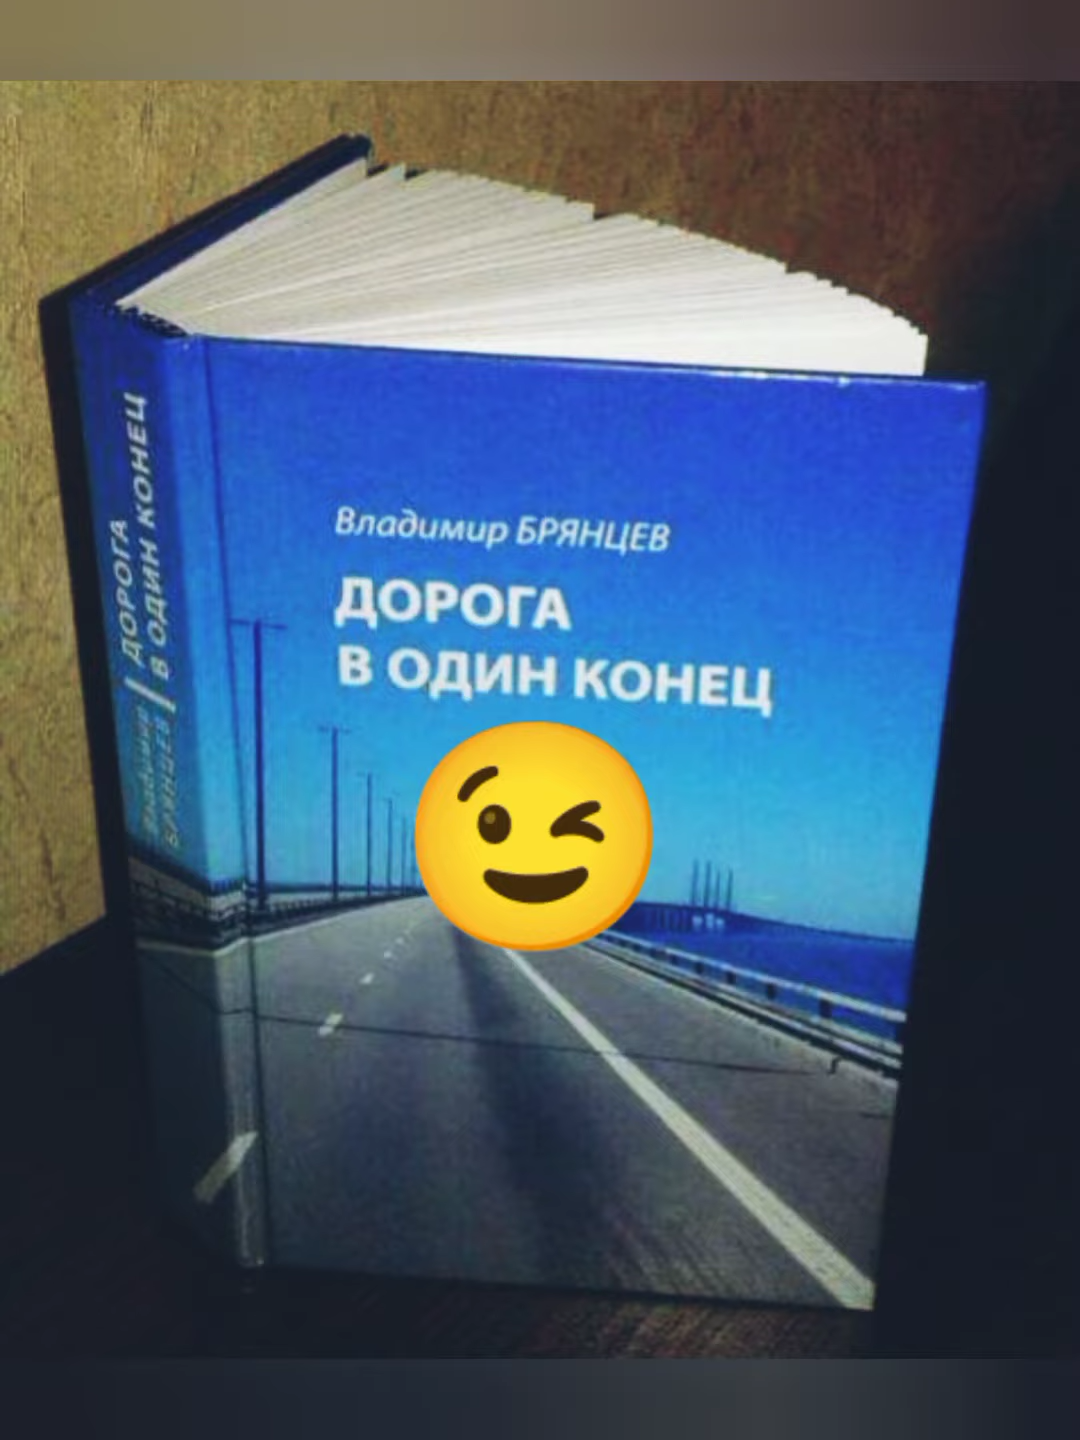 Владимир БРЯНЦЕВ
ДОРОГА
В ОДИН КОНЕЦ
Владимир
БРЯНЦЕВ
ДОРОГА
В ОДИН КОНЕЦ